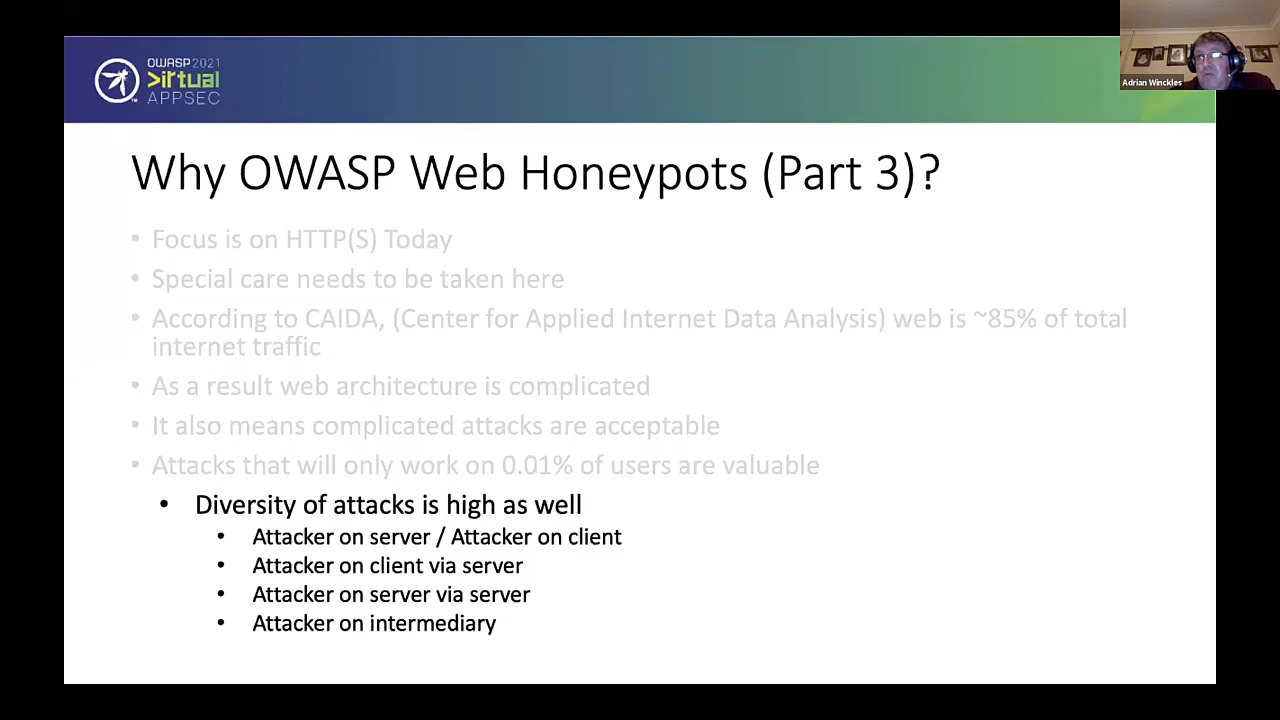 OWASP 2021
Virtual
APPSEC
Adrian Winckles
Why OWASP Web Honeypots (Part 3)?
• Focus is on HTTP(S) Today
• Special care needs to be taken here
• According to CAIDA, (Center for Applied Internet Data Analysis) web is ~85% of total
internet traffic
• As a result web architecture is complicated
• It also means complicated attacks are acceptable
• Attacks that will only work on 0.01% of users are valuable
• Diversity of attacks is high as well
• Attacker on server / Attacker on client
• Attacker on client via server
• Attacker on server via server
• Attacker on intermediary